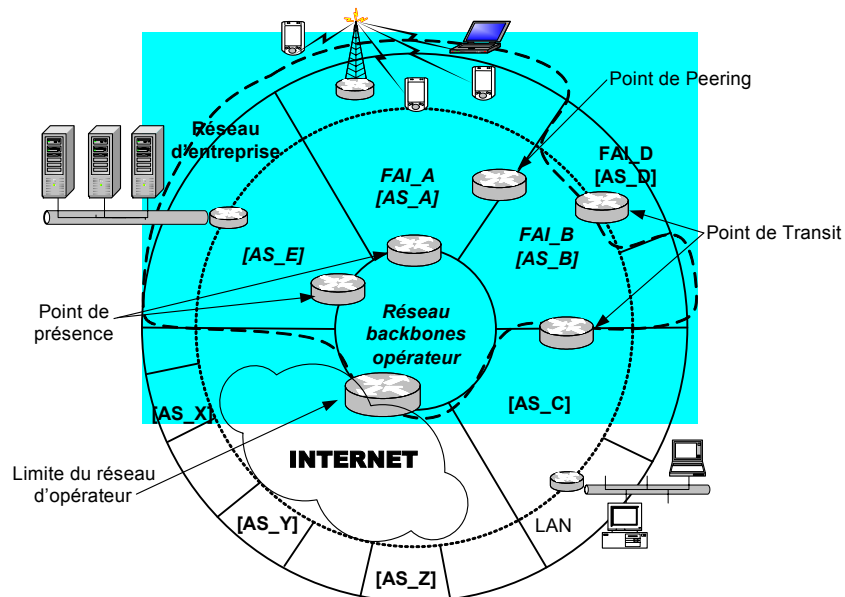 Point de Peering
Réseau
d'entreprise
FAI_D
[AS_D]
FAI_A
[AS_A]
FAI_B
[AS_B]
Point de Transit
[AS_E]
Point de
présence
Réseau
backbones
opérateur
[AS_X]
[AS_C]
INTERNET
Limite du réseau
d’opérateur
[AS_Y]
LAN
[AS_Z]